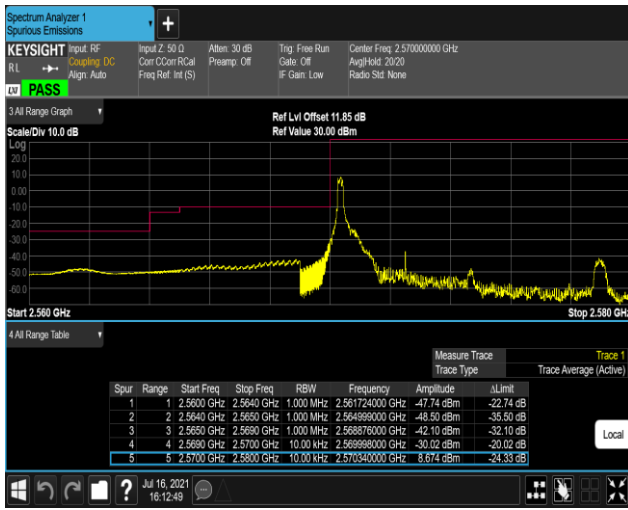 Spectrum Analyzer 1
Spurious Emissions
KEYSIGHT Input: RF Input Z: 50 Ω Atten: 30 dB Trig: Free Run Center Freq: 2.570000000 GHz
RL Coupling: DC Corr CCorr RCal Preamp: Off Gate: Off Avg|Hold: 20/20
Align: Auto Freq Ref: Int (S) IF Gain: Low Radio Std: None
LXI PASS
3 All Range Graph
Ref Lvl Offset 11.85 dB
Scale/Div 10.0 dB Ref Value 30.00 dBm
Log
20.0
10.0
0.00
-10.0
-20.0
-30.0
-40.0
-50.0
-60.0
Start 2.560 GHz Stop 2.580 GHz
4 All Range Table
Measure Trace Trace 1
Trace Type Trace Average (Active)
Spur Range Start Freq Stop Freq RBW Frequency Amplitude ΔLimit
1 1 2.5600 GHz 2.5640 GHz 1.000 MHz 2.561724000 GHz -47.74 dBm -22.74 dB
2 2 2.5640 GHz 2.5650 GHz 1.000 MHz 2.564999000 GHz -48.50 dBm -35.50 dB
3 3 2.5650 GHz 2.5690 GHz 1.000 MHz 2.568876000 GHz -42.10 dBm -32.10 dB
4 4 2.5690 GHz 2.5700 GHz 10.00 kHz 2.569998000 GHz -30.02 dBm -20.02 dB
5 5 2.5700 GHz 2.5800 GHz 10.00 kHz 2.570340000 GHz 8.674 dBm -24.33 dB
Local
? Jul 16, 2021
16:12:49